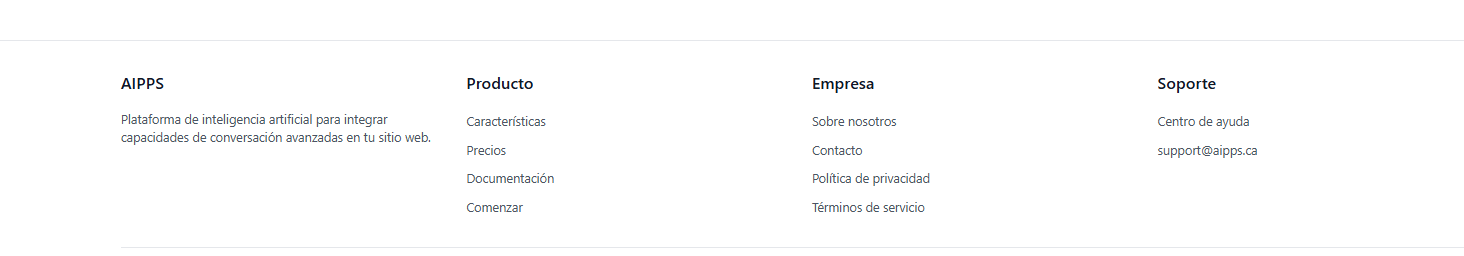 AIPPS
Plataforma de inteligencia artificial para integrar
capacidades de conversación avanzadas en tu sitio web.
Producto
Características
Precios
Documentación
Comenzar
Empresa
Sobre nosotros
Contacto
Política de privacidad
Términos de servicio
Soporte
Centro de ayuda
support@aipps.ca